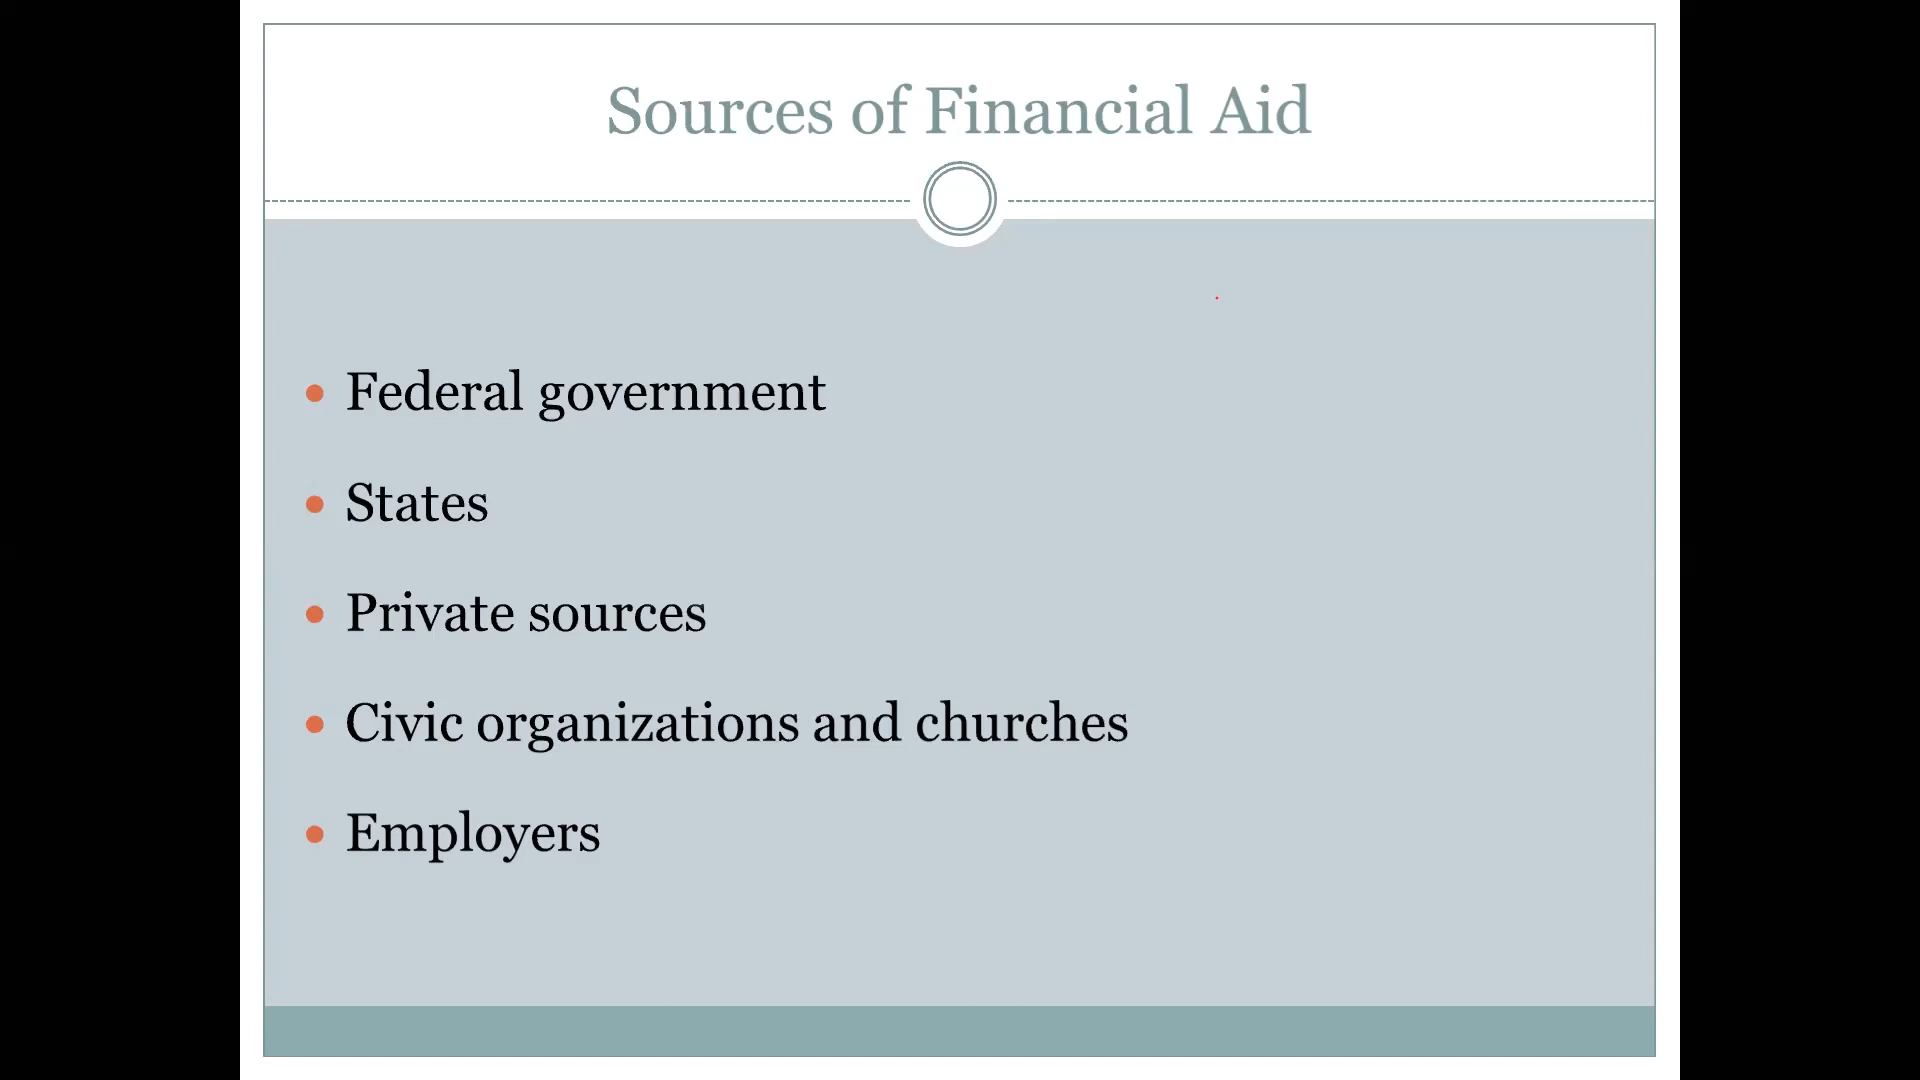 Sources of Financial Aid
Federal government
States
Private sources
Civic organizations and churches
Employers